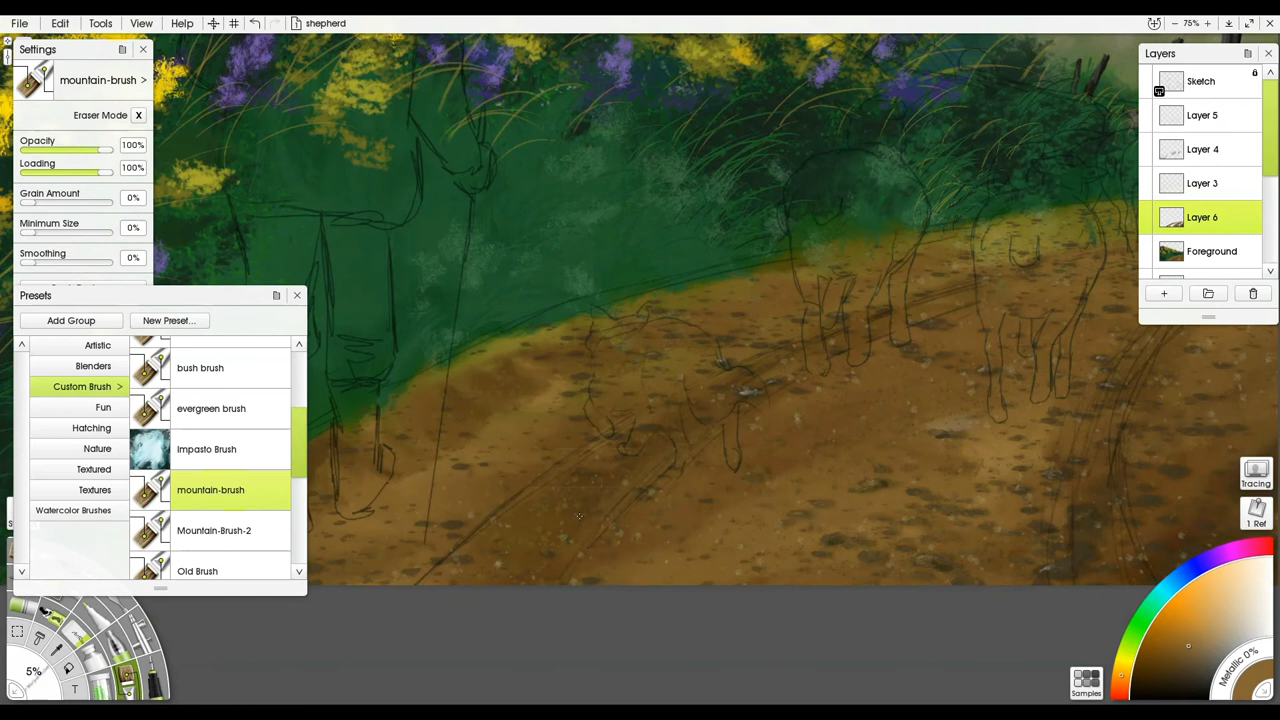 File Edit Tools View Help shepherd 75%
Settings
mountain-brush >
Eraser Mode X
Opacity 100%
Loading 100%
Grain Amount 0%
Minimum Size 0%
Smoothing 0%
Presets
Add Group New Preset...
Artistic
Blenders
Custom Brush >
Fun
Hatching
Nature
Textured
Textures
Watercolor Brushes
bush brush
evergreen brush
Impasto Brush
mountain-brush
Mountain-Brush-2
Old Brush
5%
T
Layers
Sketch
Layer 5
Layer 4
Layer 3
Layer 6
Foreground
Tracing
1 Ref
Samples
Metallic 0%